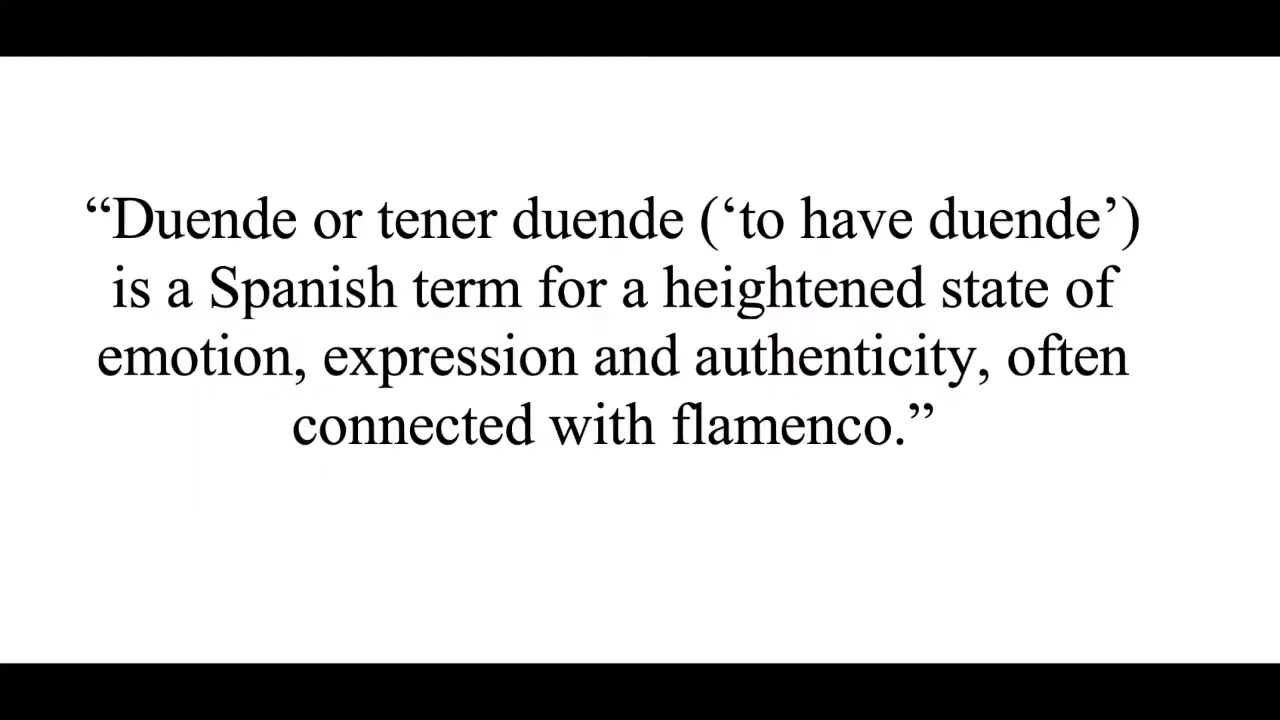 “Duende or tener duende (‘to have duende’)
is a Spanish term for a heightened state of
emotion, expression and authenticity, often
connected with flamenco.”